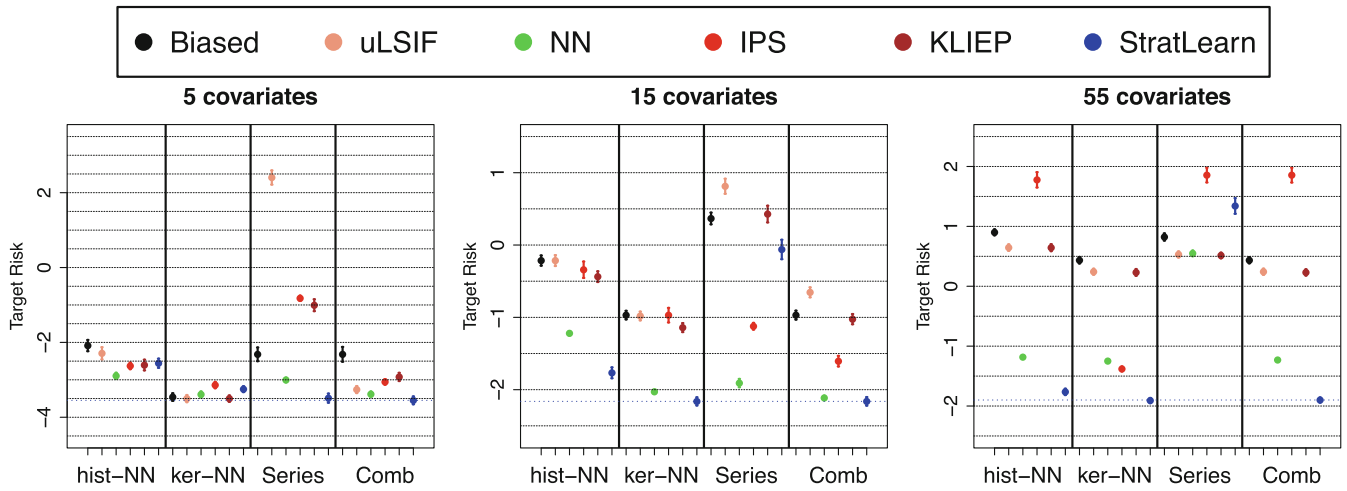 Biased uLSIF NN IPS KLIEP StratLearn
5 covariates
Target Risk
2
0
−2
−4
hist−NN ker−NN Series Comb
15 covariates
Target Risk
1
0
−1
−2
hist−NN ker−NN Series Comb
55 covariates
Target Risk
2
1
0
−1
−2
hist−NN ker−NN Series Comb